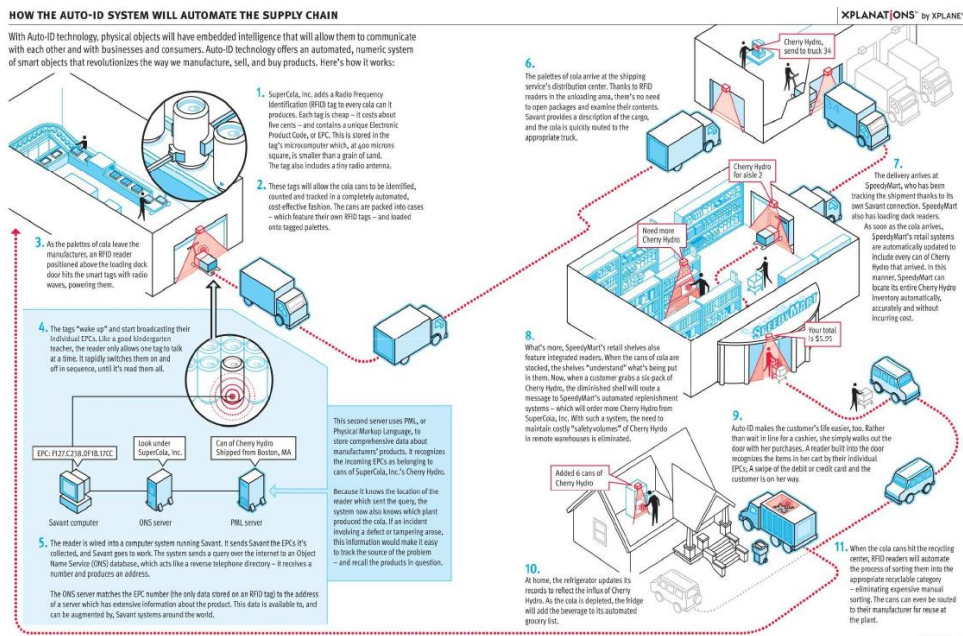 HOW THE AUTO-ID SYSTEM WILL AUTOMATE THE SUPPLY CHAIN
XPLANATIONS™ by XPLANE
With Auto-ID technology, physical objects will have embedded intelligence that will allow them to communicate
with each other and with businesses and consumers. Auto-ID technology offers an automated, numeric system
of smart objects that revolutionizes the way we manufacture, sell, and buy products. Here's how it works:
1. SuperCola, Inc. adds a Radio Frequency
Identification (RFID) tag to every cola can it
produces. Each tag is cheap – it costs about
five cents – and contains a unique Electronic
Product Code, or EPC. This is stored in the
tag's microcomputer which, at 400 microns
square, is smaller than a grain of sand.
The tag also includes a tiny radio antenna.
2. These tags will allow the cola cans to be identified,
counted and tracked in a completely automated,
cost effective fashion. The cans are packed into cases
– which feature their own RFID tags – and loaded
onto tagged palettes.
3. As the palettes of cola leave the
manufacturer, an RFID reader
positioned above the loading dock
door hits the smart tags with radio
waves, powering them.
4. The tags "wake up" and start broadcasting their
individual EPCs. Like a good kindergarten
teacher, the reader only allows one tag to talk
at a time. It rapidly switches them on and
off in sequence, until it's read them all.
EPC: F127.C238.DF1B.17CC
Look under
SuperCola, Inc.
Can of Cherry Hydro
Shipped from Boston, MA
Savant computer
ONS server
PML server
This second server uses PML, or
Physical Markup Language, to
store comprehensive data about
manufacturers' products. It recognizes
the incoming EPCs as belonging to
cans of SuperCola, Inc.'s Cherry Hydro.
Because it knows the location of the
reader which sent the query, the
system now also knows which plant
produced the cola. If an incident
involving a defect or tampering arose,
this information would make it easy
to track the source of the problem
– and recall the products in question.
5. The reader is wired into a computer system running Savant. It sends Savant the EPCs it's
collected, and Savant goes to work. The system sends a query over the internet to an Object
Name Service (ONS) database, which acts like a reverse telephone directory – it receives a
number and produces an address.
The ONS server matches the EPC number (the only data stored on an RFID tag) to the address
of a server which has extensive information about the product. This data is available to, and
can be augmented by, Savant systems around the world.
6.
The palettes of cola arrive at the shipping
service's distribution center. Thanks to RFID
readers in the unloading area, there's no need
to open packages and examine their contents.
Savant provides a description of the cargo,
and the cola is quickly routed to the
appropriate truck.
Cherry Hydro,
send to truck 34
7.
The delivery arrives at
SpeedyMart, who has been
tracking the shipment thanks to its
own Savant connection. SpeedyMart
also has loading dock readers.
As soon as the cola arrives,
SpeedyMart's retail systems
are automatically updated to
include every can of Cherry
Hydro that arrived. In this
manner, SpeedyMart can
locate its entire Cherry Hydro
inventory automatically,
accurately and without
incurring cost.
Cherry Hydro
for aisle 2
Need more
Cherry Hydro
SPEEDYMART
Your total
is $5.95
8.
What's more, SpeedyMart's retail shelves also
feature integrated readers. When the cans of cola are
stocked, the shelves "understand" what's being put
in them. Now, when a customer grabs a six-pack of
Cherry Hydro, the diminished shelf will route a
message to SpeedyMart's automated replenishment
systems – which will order more Cherry Hydro from
SuperCola, Inc. With such a system, the need to
maintain costly "safety volumes" of Cherry Hydro
in remote warehouses is eliminated.
9.
Auto-ID makes the customer's life easier, too. Rather
than wait in line for a cashier, she simply walks out the
door with her purchases. A reader built into the door
recognizes the items in her cart by their individual
EPCs; A swipe of the debit or credit card and the
customer is on her way.
Added 6 cans of
Cherry Hydro
10.
At home, the refrigerator updates its
records to reflect the influx of Cherry
Hydro. As the cola is depleted, the fridge
will add the beverage to its automated
grocery list.
11. When the cola cans hit the recycling
center, RFID readers will automate
the process of sorting them into the
appropriate recyclable category
– eliminating expensive manual
sorting. The cans can even be routed
to their manufacturer for reuse at
the plant.